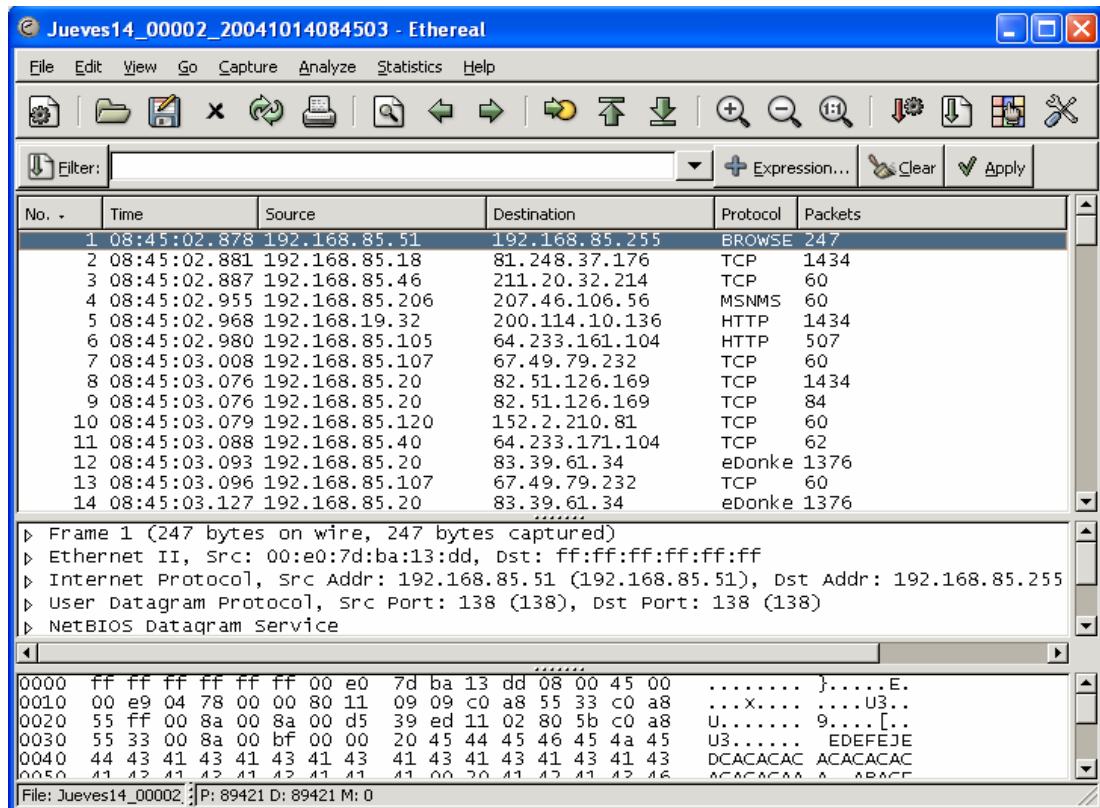 Jueves14_00002_20041014084503 - Ethereal
File Edit View Go Capture Analyze Statistics Help
Filter: Expression... Clear Apply
No. Time Source Destination Protocol Packets
1 08:45:02.878 192.168.85.51 192.168.85.255 BROWSE 247
2 08:45:02.881 192.168.85.18 81.248.37.176 TCP 1434
3 08:45:02.887 192.168.85.46 211.20.32.214 TCP 60
4 08:45:02.955 192.168.85.206 207.46.106.56 MSNMS 60
5 08:45:02.968 192.168.19.32 200.114.10.136 HTTP 1434
6 08:45:02.980 192.168.85.105 64.233.161.104 HTTP 507
7 08:45:03.008 192.168.85.107 67.49.79.232 TCP 60
8 08:45:03.076 192.168.85.20 82.51.126.169 TCP 1434
9 08:45:03.076 192.168.85.20 82.51.126.169 TCP 84
10 08:45:03.079 192.168.85.120 152.2.210.81 TCP 60
11 08:45:03.088 192.168.85.40 64.233.171.104 TCP 62
12 08:45:03.093 192.168.85.20 83.39.61.34 eDonke 1376
13 08:45:03.096 192.168.85.107 67.49.79.232 TCP 60
14 08:45:03.127 192.168.85.20 83.39.61.34 eDonke 1376
Frame 1 (247 bytes on wire, 247 bytes captured)
Ethernet II, Src: 00:e0:7d:ba:13:dd, Dst: ff:ff:ff:ff:ff:ff
Internet Protocol, Src Addr: 192.168.85.51 (192.168.85.51), Dst Addr: 192.168.85.255
User Datagram Protocol, Src Port: 138 (138), Dst Port: 138 (138)
NetBIOS Datagram Service
0000 ff ff ff ff ff ff 00 e0 7d ba 13 dd 08 00 45 00 ........ }.....E.
0010 00 e9 04 78 00 00 80 11 09 09 c0 a8 55 33 c0 a8 ...x.... ....U3..
0020 55 ff 00 8a 00 8a 00 d5 39 ed 11 02 80 5b c0 a8 U....... 9....[..
0030 55 33 00 8a 00 bf 00 00 20 45 44 45 46 45 4a 45 U3...... EDEFEJE
0040 44 43 41 43 41 43 41 43 41 43 41 43 41 43 41 43 DCACACAC ACACACAC
0050 41 43 41 43 41 43 41 41 41 00 20 41 42 41 43 46 ACACACAA A. ABACF
File: Jueves14_00002 P: 89421 D: 89421 M: 0